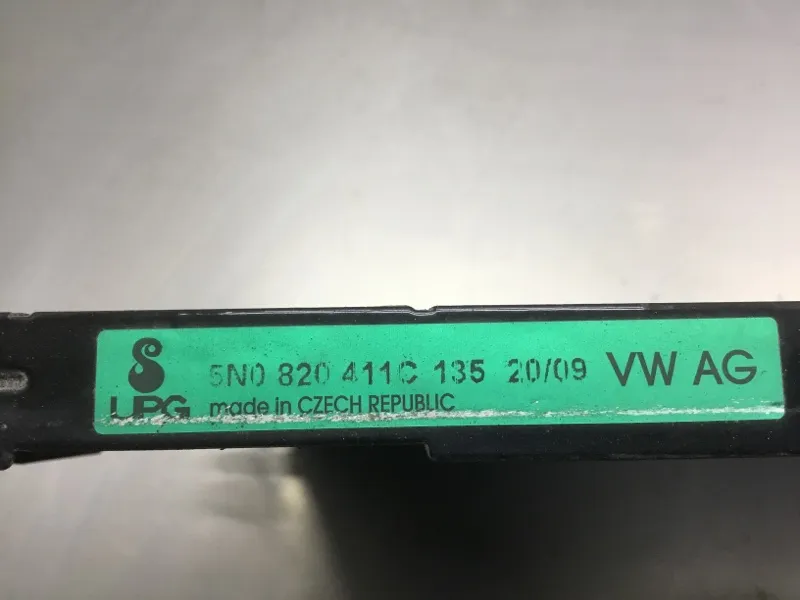 5N0 820 411C 135 20/09 VW AG
UPG made in CZECH REPUBLIC